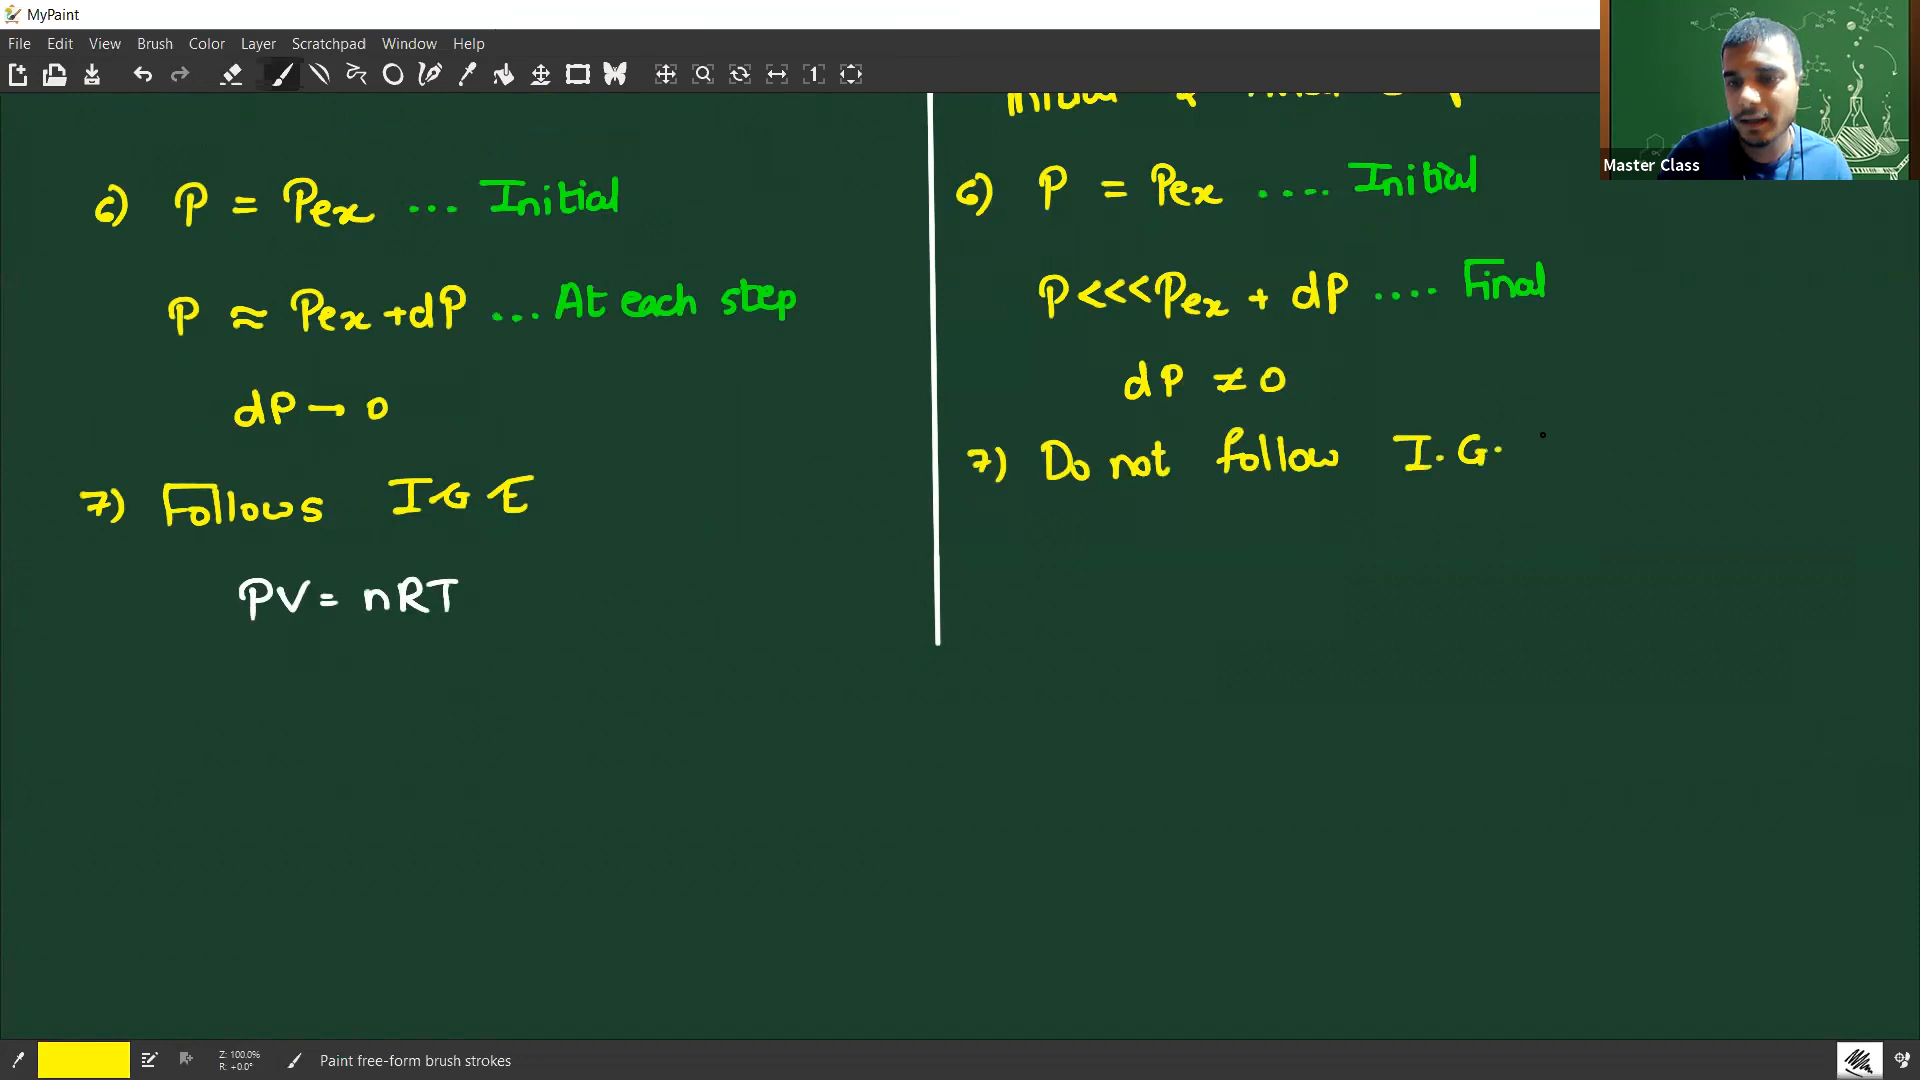 MyPaint
File Edit View Brush Color Layer Scratchpad Window Help
Master Class
6) P = Pex ... Initial
P ≈ Pex + dP ... At each step
dP → 0
7) Follows I G E
PV = nRT
6) P = Pex .... Initial
P <<< Pex + dP .... Final
dP ≠ 0
7) Do not follow I. G.
Z: 100.0%
R: +0.0°
Paint free-form brush strokes